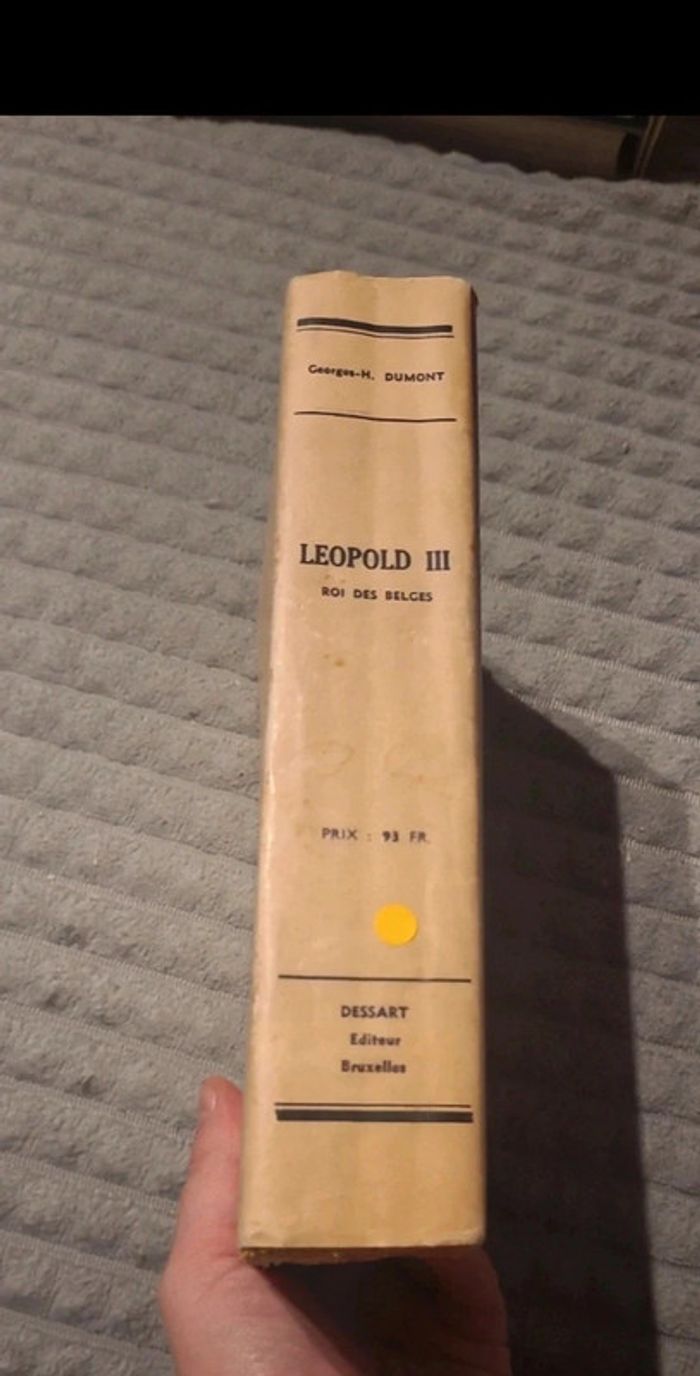 Georges-H. DUMONT
LEOPOLD III
ROI DES BELGES
PRIX : 93 FR.
DESSART
Editeur
Bruxelles